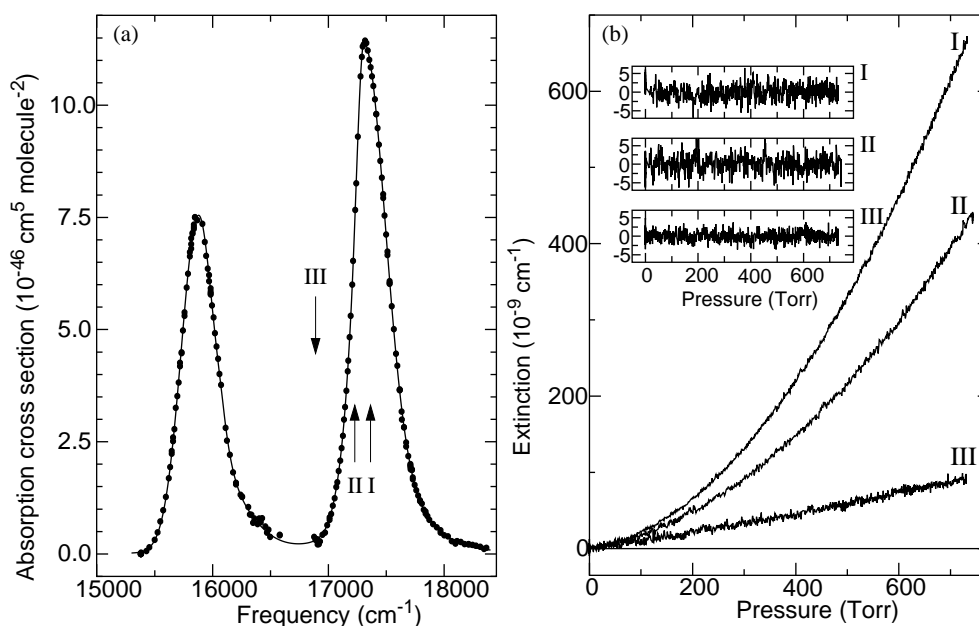 (a)
Absorption cross section (10-46 cm5 molecule-2)
10.0
7.5
5.0
2.5
0.0
III
II I
15000 16000 17000 18000
Frequency (cm-1)
(b)
Extinction (10-9 cm-1)
600
400
200
0
I
II
III
5
0
-5
I
5
0
-5
II
5
0
-5
III
0 200 400 600
Pressure (Torr)
0 200 400 600
Pressure (Torr)